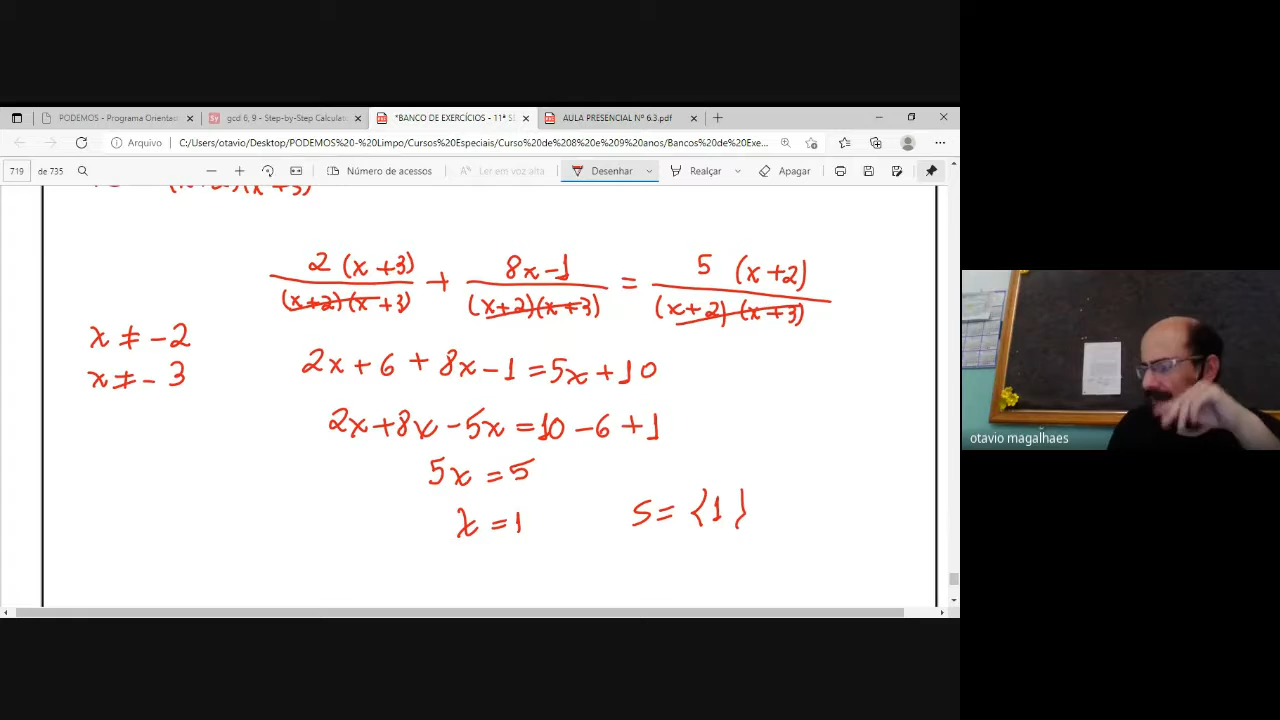 PODEMOS - Programa Orienta
gcd 6, 9 - Step-by-Step Calculat
*BANCO DE EXERCÍCIOS - 11ª S
AULA PRESENCIAL Nº 6.3.pdf
Arquivo
C:/Users/otavio/Desktop/PODEMOS%20-%20Limpo/Cursos%20Especiais/Curso%20de%208%20e%209%20anos/Bancos%20de%20Exe...
719 de 735
Número de acessos
Ler em voz alta
Desenhar
Realçar
Apagar
2 (x+3) / (x+2)(x+3) + 8x-1 / (x+2)(x+3) = 5 (x+2) / (x+2)(x+3)
x ≠ -2
2x+6 + 8x-1 = 5x+10
x ≠ -3
2x+8x-5x = 10-6+1
5x = 5
x = 1
S = {1}
otavio magalhaes